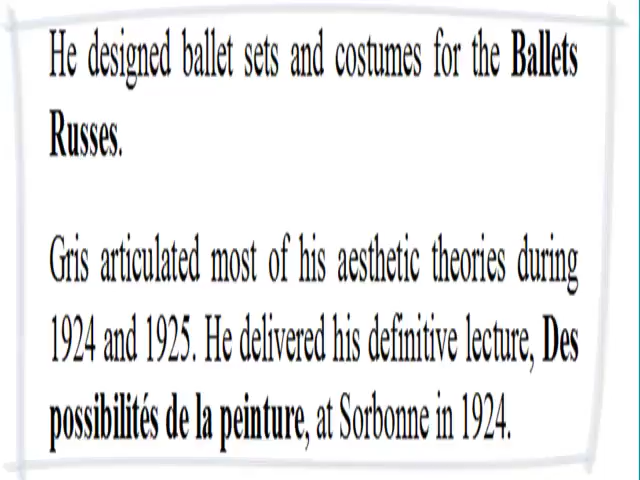 He designed ballet sets and costumes for the Ballets
Russes.
Gris articulated most of his aesthetic theories during
1924 and 1925. He delivered his definitive lecture, Des
possibilités de la peinture, at Sorbonne in 1924.